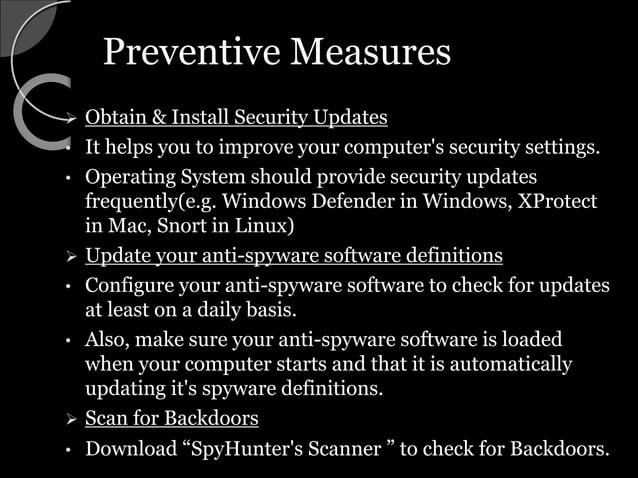 Preventive Measures
➢ Obtain & Install Security Updates
• It helps you to improve your computer's security settings.
• Operating System should provide security updates
frequently(e.g. Windows Defender in Windows, XProtect
in Mac, Snort in Linux)
➢ Update your anti-spyware software definitions
• Configure your anti-spyware software to check for updates
at least on a daily basis.
• Also, make sure your anti-spyware software is loaded
when your computer starts and that it is automatically
updating it's spyware definitions.
➢ Scan for Backdoors
• Download “SpyHunter's Scanner ” to check for Backdoors.